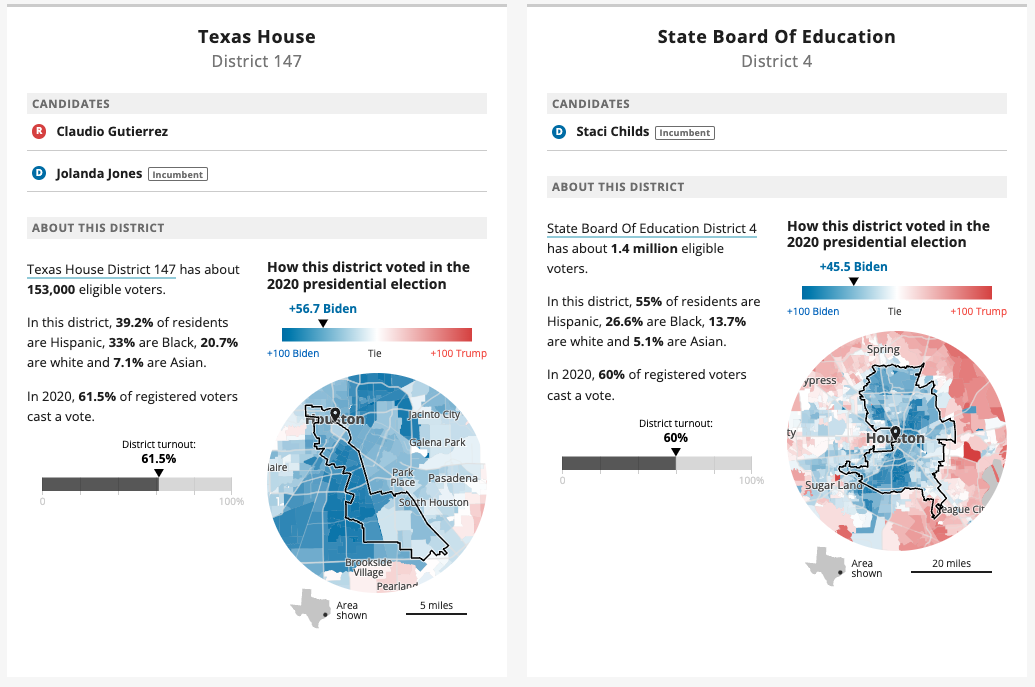 Texas House
District 147
CANDIDATES
R Claudio Gutierrez
D Jolanda Jones Incumbent
ABOUT THIS DISTRICT
Texas House District 147 has about
153,000 eligible voters.
In this district, 39.2% of residents
are Hispanic, 33% are Black, 20.7%
are white and 7.1% are Asian.
In 2020, 61.5% of registered voters
cast a vote.
District turnout:
61.5%
0
100%
How this district voted in the
2020 presidential election
+56.7 Biden
+100 Biden
Tie
+100 Trump
Houston
Jacinto City
Galena Park
aire
Park
Place
Pasadena
South Houston
Brookside
Village
Pearland
Area
shown
5 miles
State Board Of Education
District 4
CANDIDATES
D Staci Childs Incumbent
ABOUT THIS DISTRICT
State Board Of Education District 4
has about 1.4 million eligible
voters.
In this district, 55% of residents are
Hispanic, 26.6% are Black, 13.7%
are white and 5.1% are Asian.
In 2020, 60% of registered voters
cast a vote.
District turnout:
60%
0
100%
How this district voted in the
2020 presidential election
+45.5 Biden
+100 Biden
Tie
+100 Trump
Spring
ypress
ty
Houston
Sugar Land
eague Cit
Area
shown
20 miles